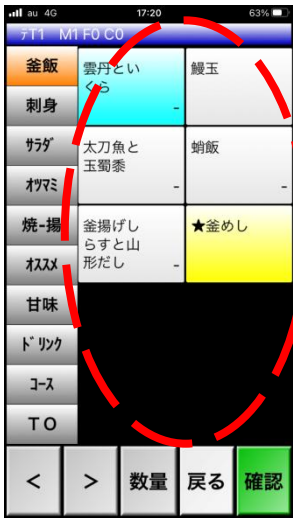 au 4G 17:20 63%
テT1 M1 F0 C0
釜飯
刺身
ｻﾗﾀﾞ
ｵﾂﾏﾐ
焼-揚
ｵｽｽﾒ
甘味
ﾄﾞﾘﾝｸ
ｺｰｽ
TO
雲丹とい
くら
-
鰻玉
太刀魚と
玉蜀黍
-
蛸飯
-
釜揚げし
らすと山
形だし
-
★釜めし
<
>
数量
戻る
確認